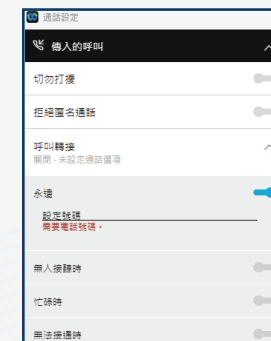 通話設定
傳入的呼叫
切勿打擾
拒絕匿名通話
呼叫轉接
關閉 - 未設定通話選項
永遠
設定號碼
需要電話號碼。
無人接聽時
忙碌時
無法接通時